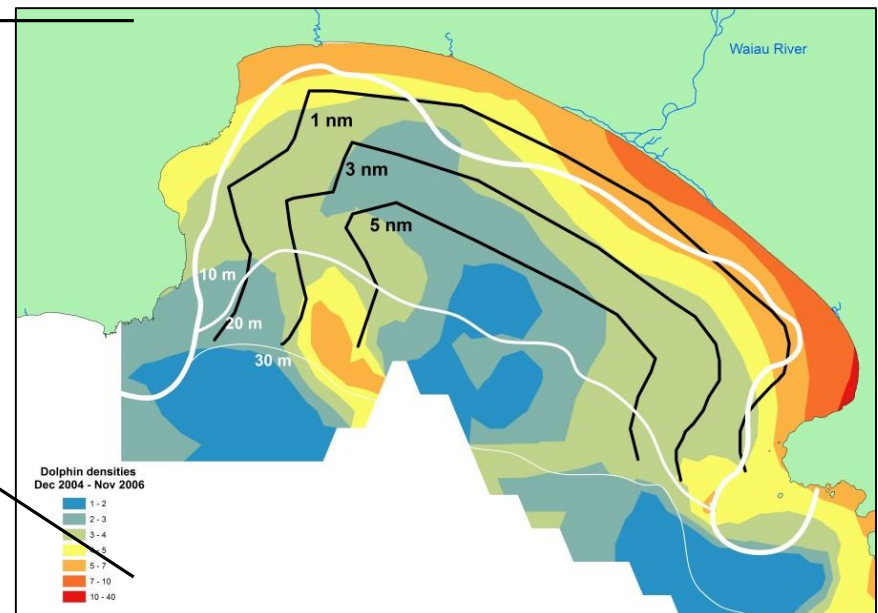 Waiau River
1 nm
3 nm
5 nm
10 m
20 m
30 m
Dolphin densities
Dec 2004 - Nov 2006
1 - 2
2 - 3
3 - 4
- 5
5 - 7
7 - 10
10 - 40